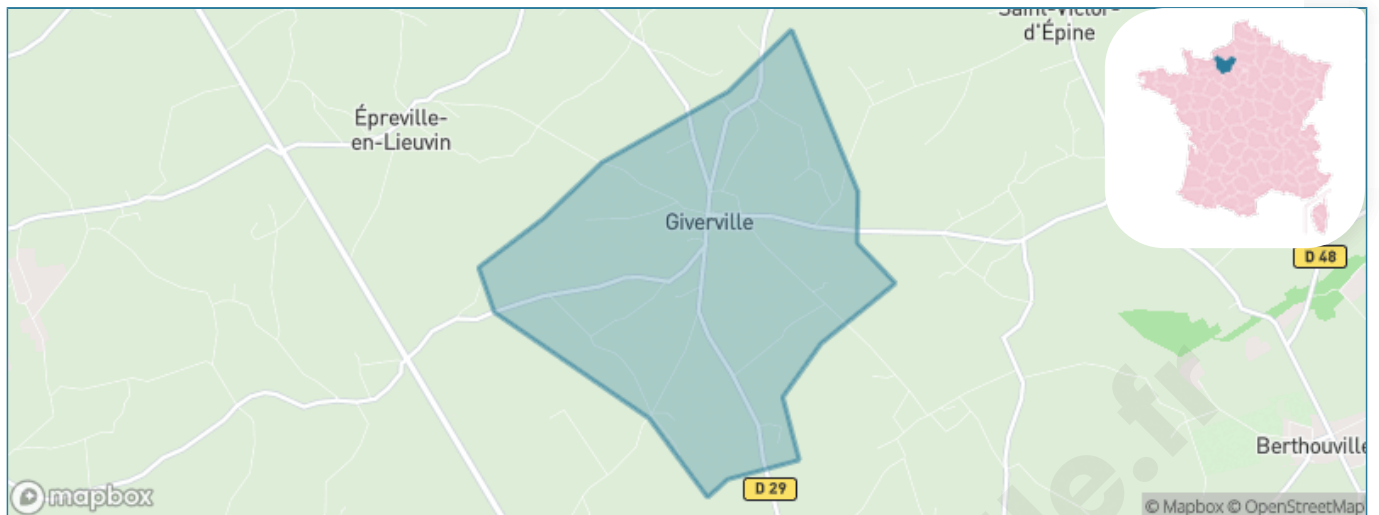 Saint-Victor-
d'Épine
Épreville-
en-Lieuvin
Giverville
D 48
Berthouville
D 29
mapbox
© Mapbox © OpenStreetMap